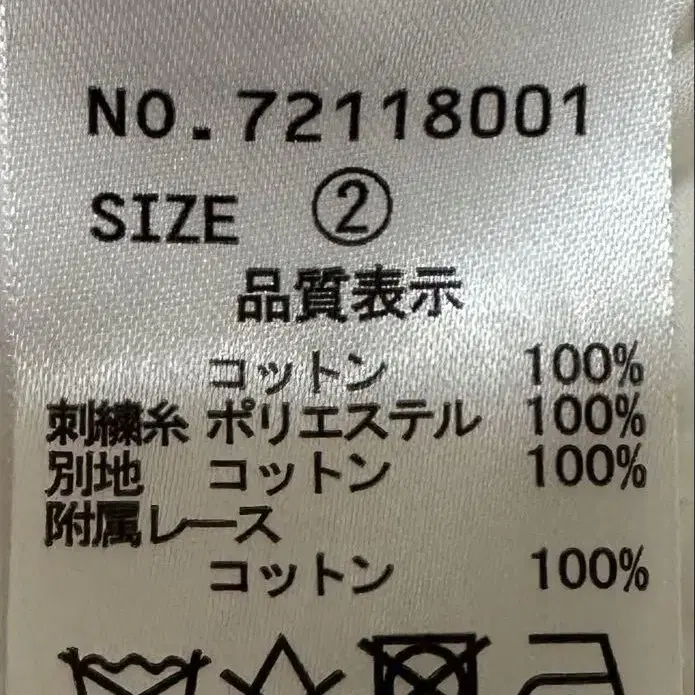 NO.72118001
SIZE ②
品質表示
コットン 100%
刺繍糸 ポリエステル 100%
別地 コットン 100%
附属レース
コットン 100%